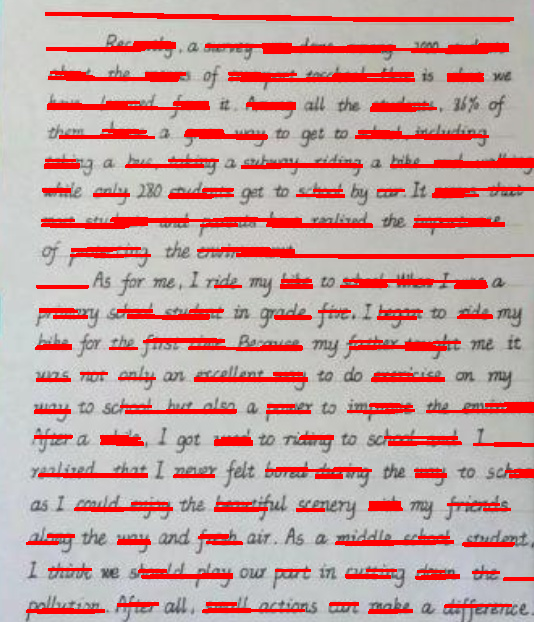 Recently, a survey done among 2000 students
about the means of transport to school. This is what we
have learned from it. Among all the students, 86% of
them chose a green way to get to school including
taking a bus, taking a subway riding a bike and walking
while only 280 students get to school by car. It means that
most students and parents have realized the importance
of protecting the environment
As for me, I ride my bike to school. When I was a
primary school student in grade five, I began to ride my
bike for the first time. Because my father taught me it
was not only an excellent way to do exercise on my
way to school but also a power to improve the
After a while, I got used to riding to school and I
realized that I never felt bored during the way to school
as I could enjoy the beautiful scenery with my friends
along the way and fresh air. As a middle school student,
I think we should play our part in cutting down the
pollution. After all, small actions can make a difference.